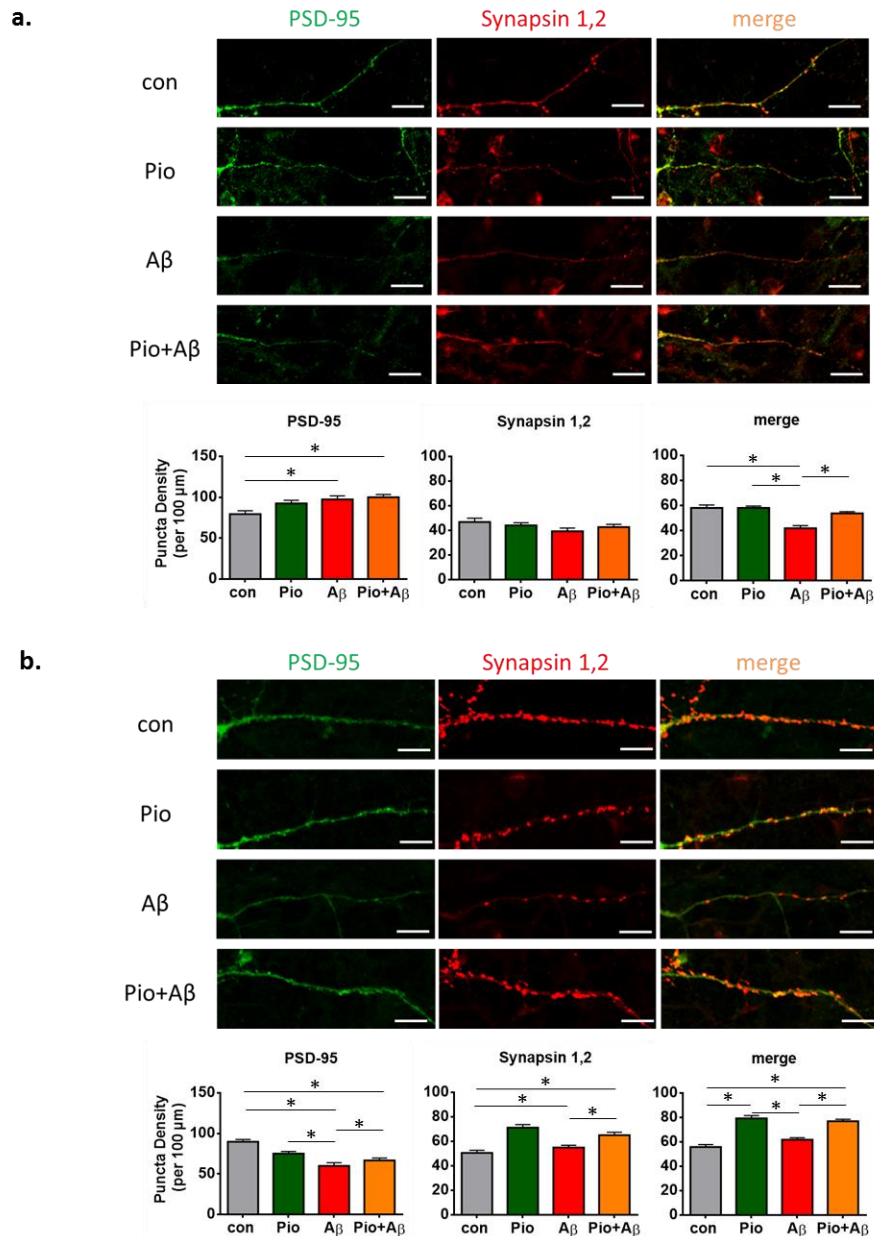 a.
PSD-95 Synapsin 1,2 merge
con
Pio
Aβ
Pio+Aβ
PSD-95 Synapsin 1,2 merge
Puncta Density
(per 100 µm)
150
100
50
0
* *
con Pio Aβ Pio+Aβ
100
80
60
40
20
0
con Pio Aβ Pio+Aβ
100
80
60
40
20
0
* * *
con Pio Aβ Pio+Aβ
b.
PSD-95 Synapsin 1,2 merge
con
Pio
Aβ
Pio+Aβ
PSD-95 Synapsin 1,2 merge
Puncta Density
(per 100 µm)
150
100
50
0
* * * *
con Pio Aβ Pio+Aβ
100
80
60
40
20
0
* * *
con Pio Aβ Pio+Aβ
100
80
60
40
20
0
* * * *
con Pio Aβ Pio+Aβ